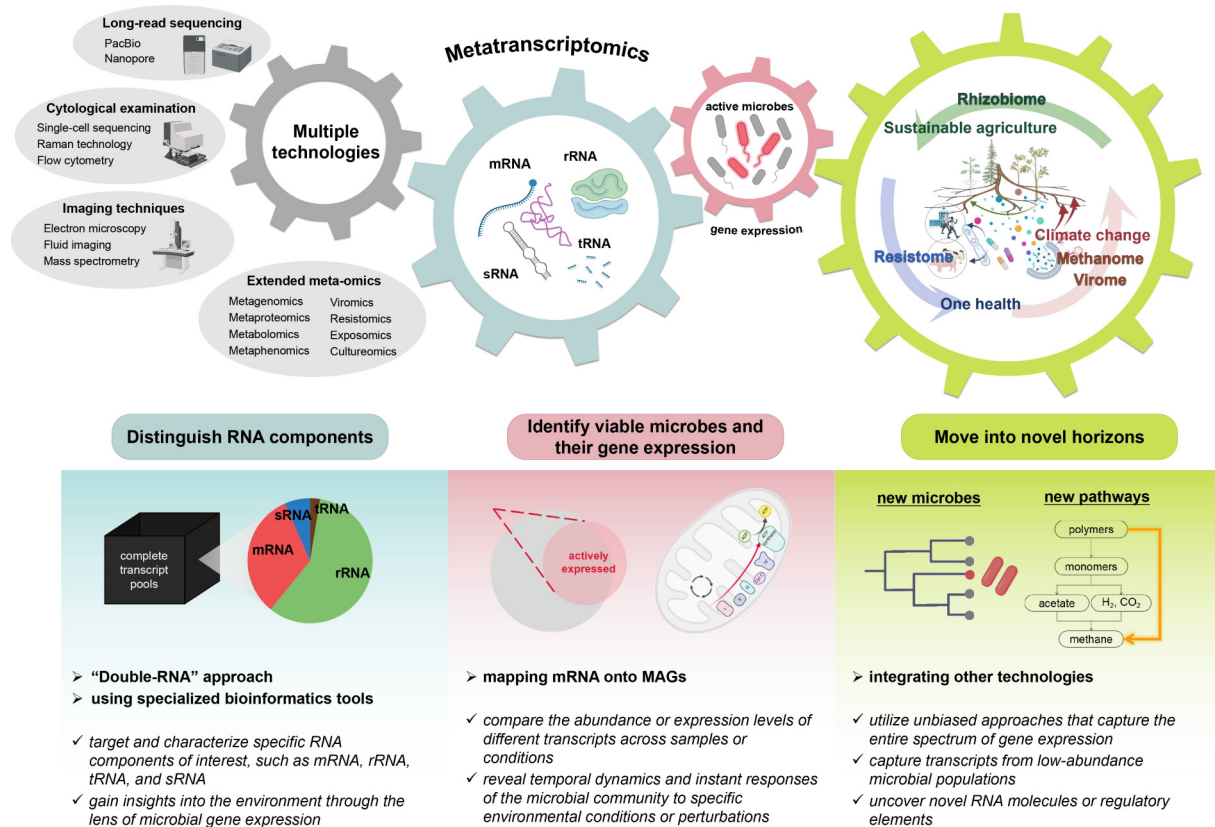 Long-read sequencing
PacBio
Nanopore
Cytological examination
Single-cell sequencing
Raman technology
Flow cytometry
Imaging techniques
Electron microscopy
Fluid imaging
Mass spectrometry
Extended meta-omics
Metagenomics
Metaproteomics
Metabolomics
Metaphenomics
Viromics
Resistomics
Exposomics
Cultureomics
Multiple
technologies
Metatranscriptomics
mRNA
rRNA
sRNA
tRNA
active microbes
gene expression
Rhizobiome
Sustainable agriculture
Climate change
Methanome
Virome
Resistome
One health
Distinguish RNA components
complete
transcript
pools
sRNA
tRNA
mRNA
rRNA
➢ “Double-RNA” approach
➢ using specialized bioinformatics tools
✓ target and characterize specific RNA
components of interest, such as mRNA, rRNA,
tRNA, and sRNA
✓ gain insights into the environment through the
lens of microbial gene expression
Identify viable microbes and
their gene expression
actively
expressed
ADP
ATP
➢ mapping mRNA onto MAGs
✓ compare the abundance or expression levels of
different transcripts across samples or
conditions
✓ reveal temporal dynamics and instant responses
of the microbial community to specific
environmental conditions or perturbations
Move into novel horizons
new microbes
new pathways
polymers
monomers
acetate
H₂, CO₂
methane
➢ integrating other technologies
✓ utilize unbiased approaches that capture the
entire spectrum of gene expression
✓ capture transcripts from low-abundance
microbial populations
✓ uncover novel RNA molecules or regulatory
elements